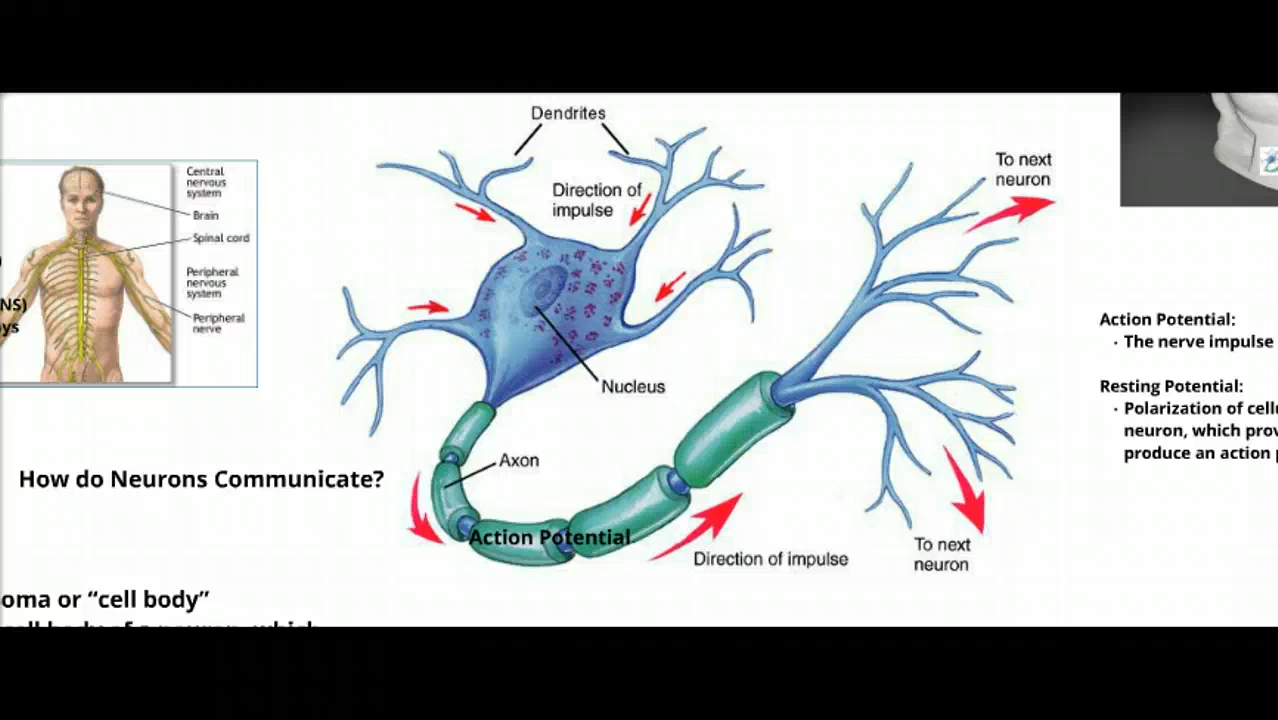 Central
nervous
system
Brain
Spinal cord
Peripheral
nervous
system
Peripheral
nerve
NS)
How do Neurons Communicate?
oma or “cell body”
Dendrites
Direction of
impulse
Nucleus
Axon
Action Potential
Direction of impulse
To next
neuron
To next
neuron
Action Potential:
· The nerve impulse
Resting Potential:
· Polarization of cell
neuron, which prov
produce an action